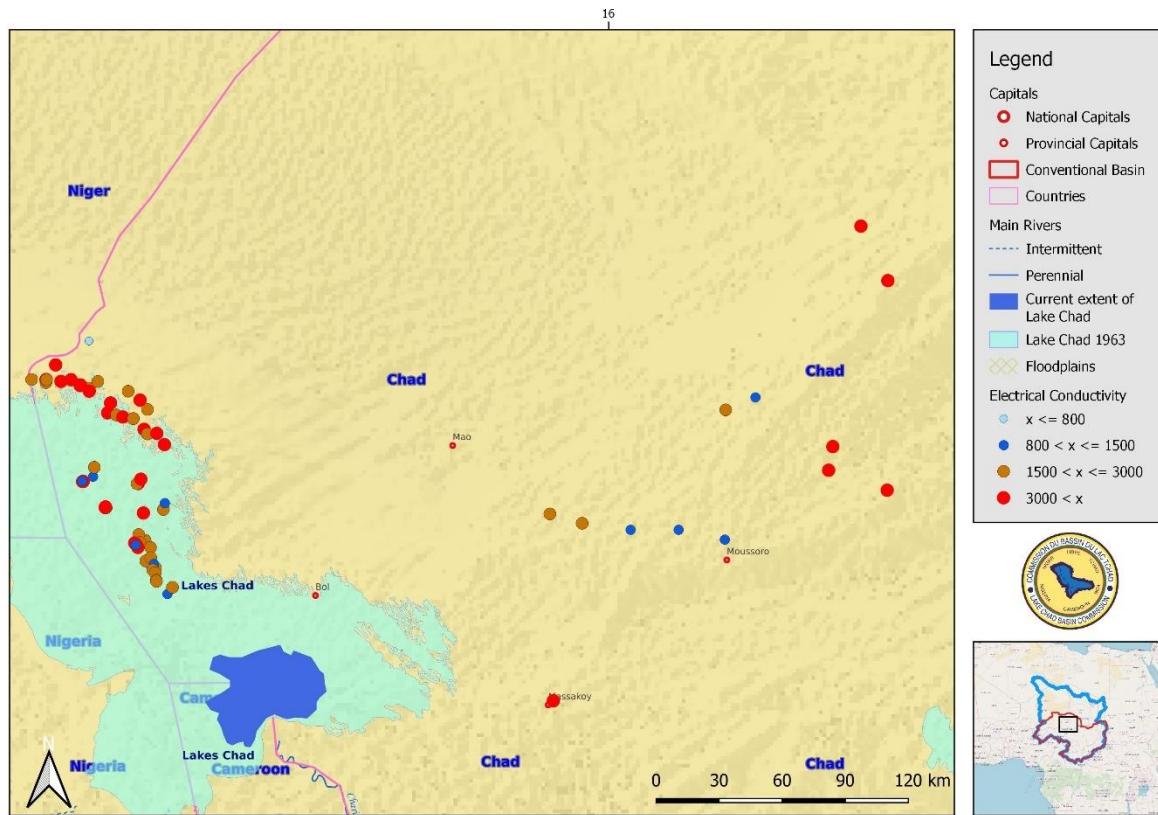 16
Niger
Chad
Chad
Mao
Moussoro
Lakes Chad
Bol
Nigeria
Massakoy
Lakes Chad
Nigeria
Cameroon
Chad
Chad
N
0 30 60 90 120 km
Legend
Capitals
National Capitals
Provincial Capitals
Conventional Basin
Countries
Main Rivers
Intermittent
Perennial
Current extent of
Lake Chad
Lake Chad 1963
Floodplains
Electrical Conductivity
x <= 800
800 < x <= 1500
1500 < x <= 3000
3000 < x
COMMISSION DU BASSIN DU LAC TCHAD
LAKE CHAD BASIN COMMISSION